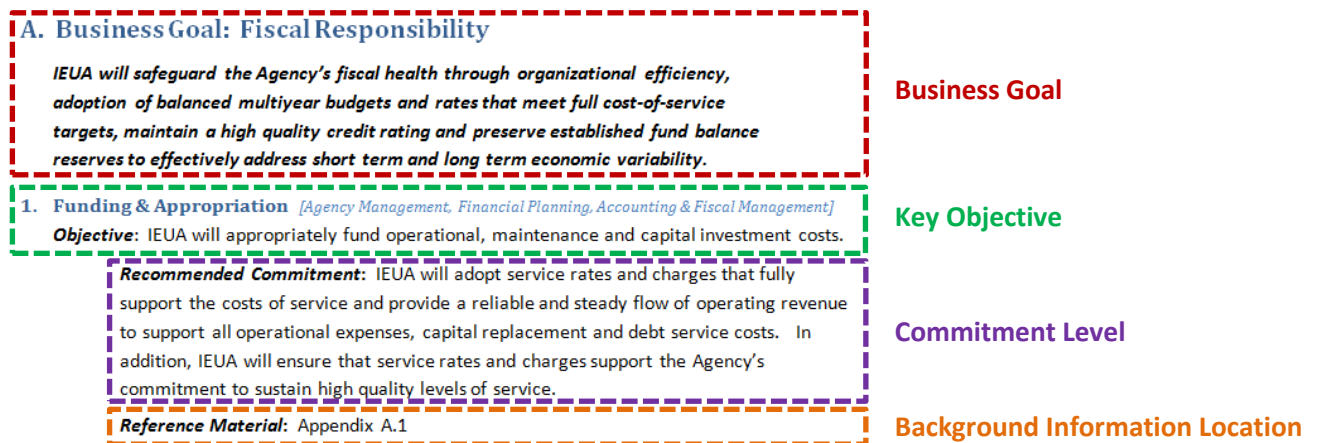 A. Business Goal: Fiscal Responsibility
IEUA will safeguard the Agency's fiscal health through organizational efficiency,
adoption of balanced multiyear budgets and rates that meet full cost-of-service
targets, maintain a high quality credit rating and preserve established fund balance
reserves to effectively address short term and long term economic variability.
Business Goal
1. Funding & Appropriation [Agency Management, Financial Planning, Accounting & Fiscal Management]
Objective: IEUA will appropriately fund operational, maintenance and capital investment costs.
Key Objective
Recommended Commitment: IEUA will adopt service rates and charges that fully
support the costs of service and provide a reliable and steady flow of operating revenue
to support all operational expenses, capital replacement and debt service costs. In
addition, IEUA will ensure that service rates and charges support the Agency's
commitment to sustain high quality levels of service.
Commitment Level
Reference Material: Appendix A.1
Background Information Location